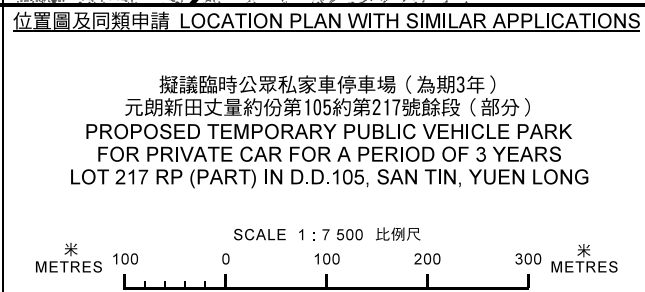 位置圖及同類申請 LOCATION PLAN WITH SIMILAR APPLICATIONS
擬議臨時公眾私家車停車場（為期3年）
元朗新田丈量約份第105約第217號餘段（部分）
PROPOSED TEMPORARY PUBLIC VEHICLE PARK
FOR PRIVATE CAR FOR A PERIOD OF 3 YEARS
LOT 217 RP (PART) IN D.D.105, SAN TIN, YUEN LONG
SCALE 1 : 7 500 比例尺
米 METRES 100 0 100 200 300 米 METRES